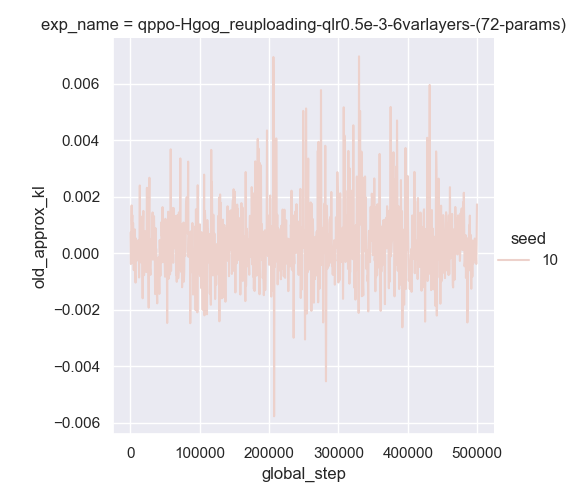 exp_name = qppo-Hgog_reuploading-qlr0.5e-3-6varlayers-(72-params)
0.006
0.004
0.002
0.000
−0.002
−0.004
−0.006
old_approx_kl
0 100000 200000 300000 400000 500000
global_step
seed
10